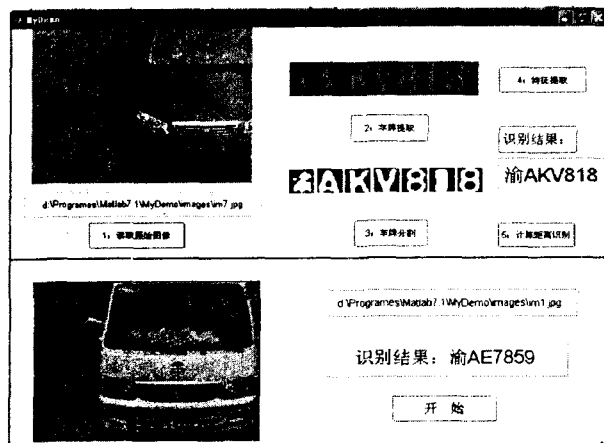 MyDemo
4：特征提取
2：车牌提取
识别结果：
AKV818
渝AKV818
d:\Programes\Matlab7.1\MyDemo\images\im7.jpg
1：读取原始图像
3：车牌分割
5：计算距离识别
d:\Programes\Matlab7.1\MyDemo\images\im1.jpg
识别结果：渝AE7859
开 始